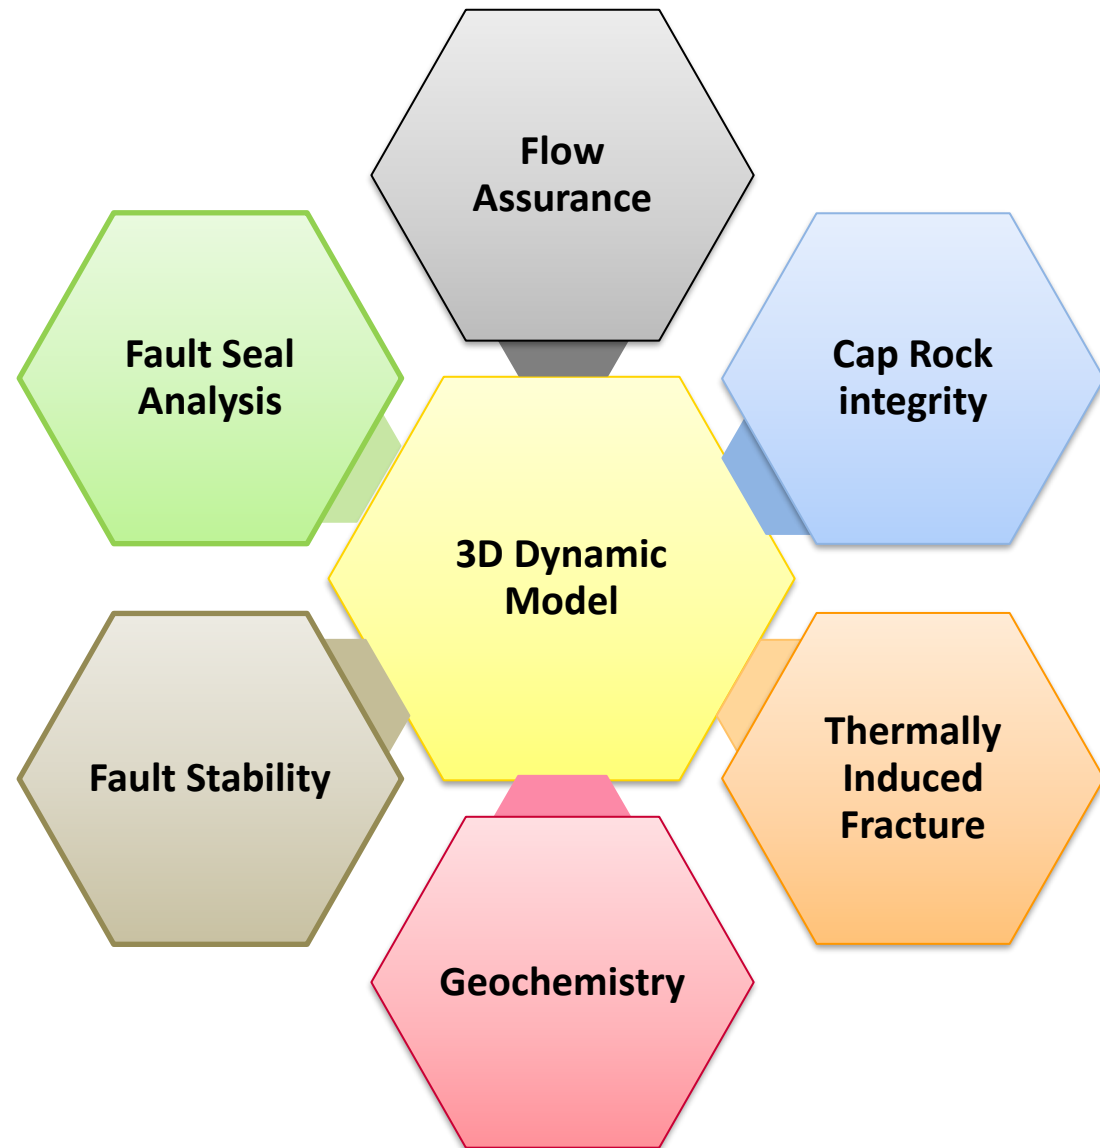 Flow
Assurance
Fault Seal
Analysis
Cap Rock
integrity
3D Dynamic
Model
Fault Stability
Thermally
Induced
Fracture
Geochemistry